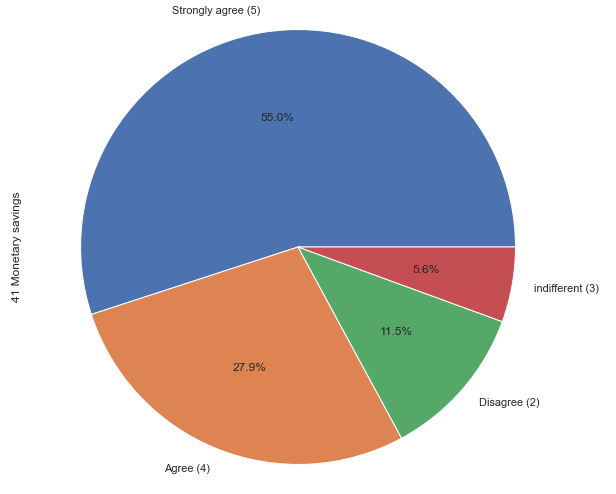 Strongly agree (5)
55.0%
41 Monetary savings
5.6%
indifferent (3)
11.5%
27.9%
Disagree (2)
Agree (4)